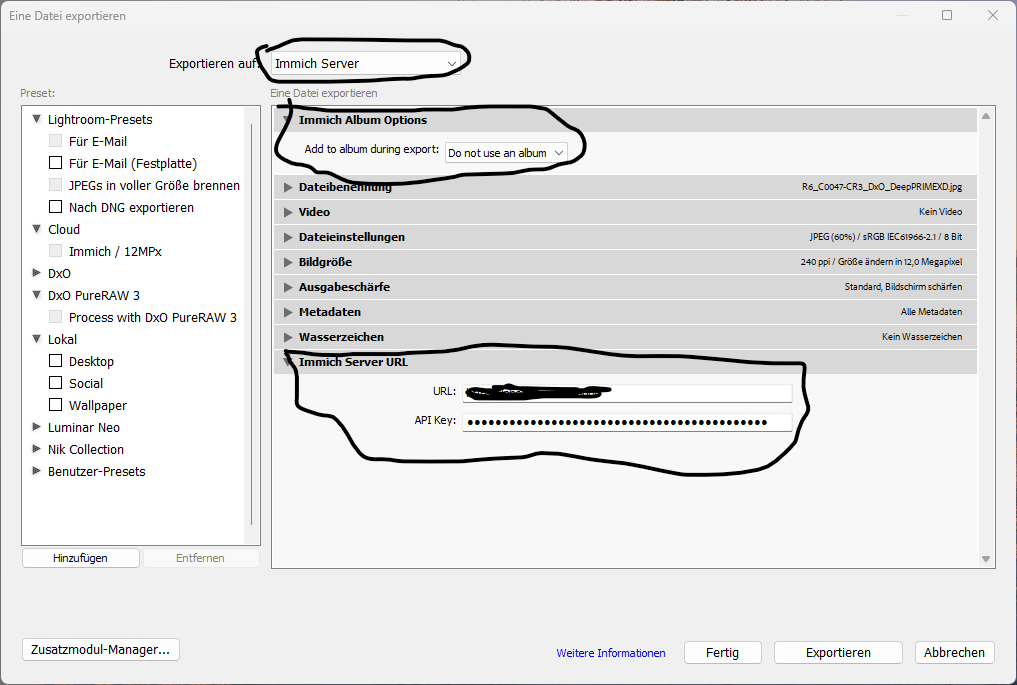 Eine Datei exportieren
Exportieren auf: Immich Server
Preset:
Eine Datei exportieren
Lightroom-Presets
Für E-Mail
Für E-Mail (Festplatte)
JPEGs in voller Größe brennen
Nach DNG exportieren
Cloud
Immich / 12MPx
DxO
DxO PureRAW 3
Process with DxO PureRAW 3
Lokal
Desktop
Social
Wallpaper
Luminar Neo
Nik Collection
Benutzer-Presets
Hinzufügen
Entfernen
Immich Album Options
Add to album during export: Do not use an album
Dateibenennung R6_C0047-CR3_DxO_DeepPRIMEXD.jpg
Video Kein Video
Dateieinstellungen JPEG (60%) / sRGB IEC61966-2.1 / 8 Bit
Bildgröße 240 ppi / Größe ändern in 12,0 Megapixel
Ausgabeschärfe Standard, Bildschirm schärfen
Metadaten Alle Metadaten
Wasserzeichen Kein Wasserzeichen
Immich Server URL
URL:
API Key:
Zusatzmodul-Manager...
Weitere Informationen
Fertig
Exportieren
Abbrechen